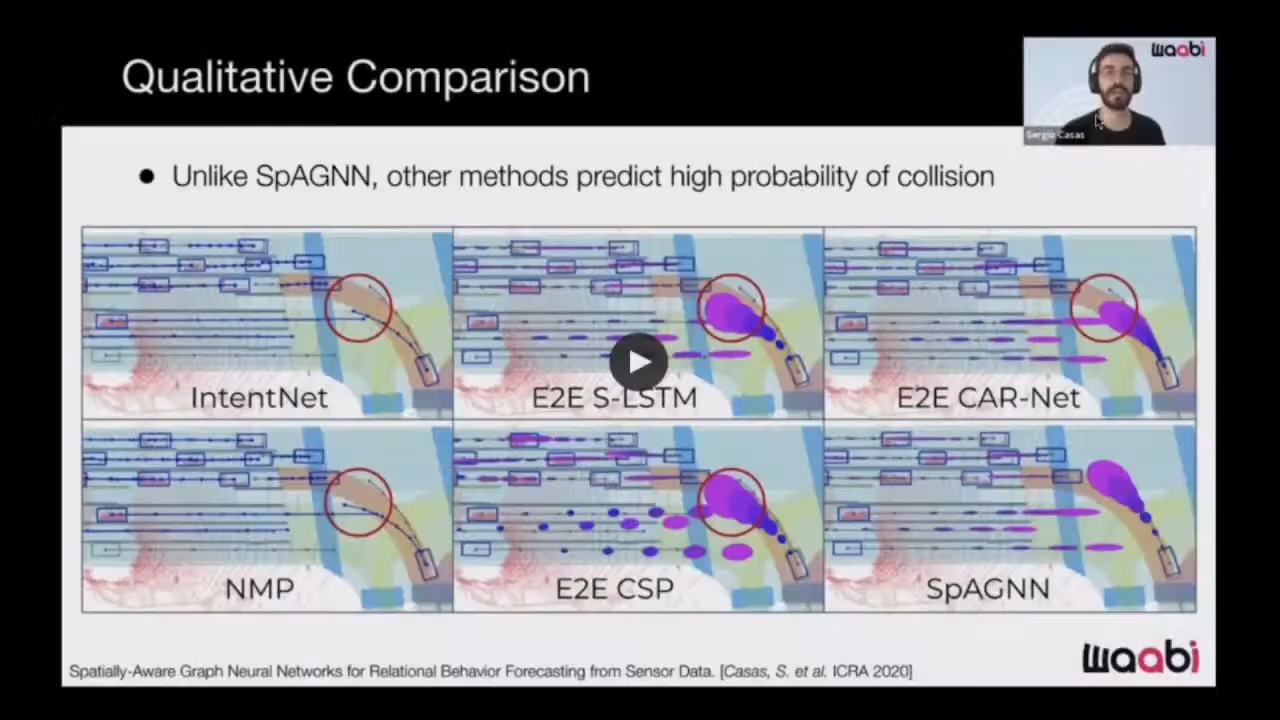 Qualitative Comparison
waabi
Sergio Casas
● Unlike SpAGNN, other methods predict high probability of collision
IntentNet
E2E S-LSTM
E2E CAR-Net
NMP
E2E CSP
SpAGNN
Spatially-Aware Graph Neural Networks for Relational Behavior Forecasting from Sensor Data. [Casas, S. et al. ICRA 2020]
waabi